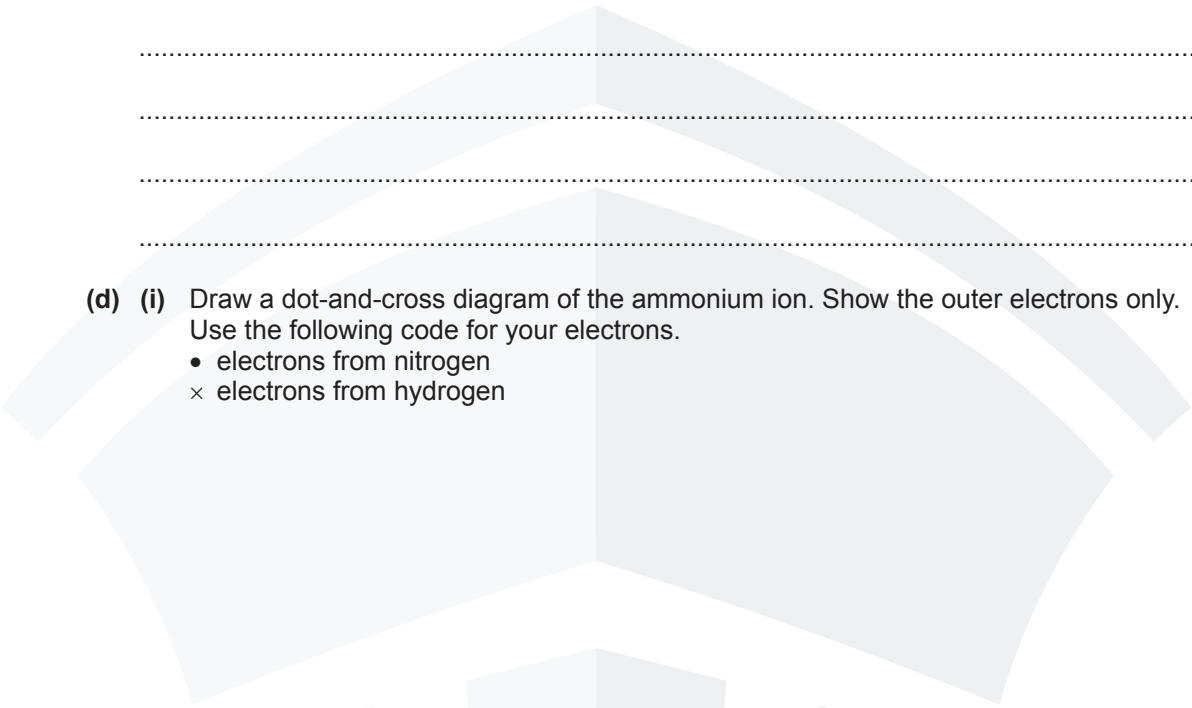 ................................................................................................................................................
................................................................................................................................................
................................................................................................................................................
................................................................................................................................................
(d) (i) Draw a dot-and-cross diagram of the ammonium ion. Show the outer electrons only.
Use the following code for your electrons.
• electrons from nitrogen
× electrons from hydrogen